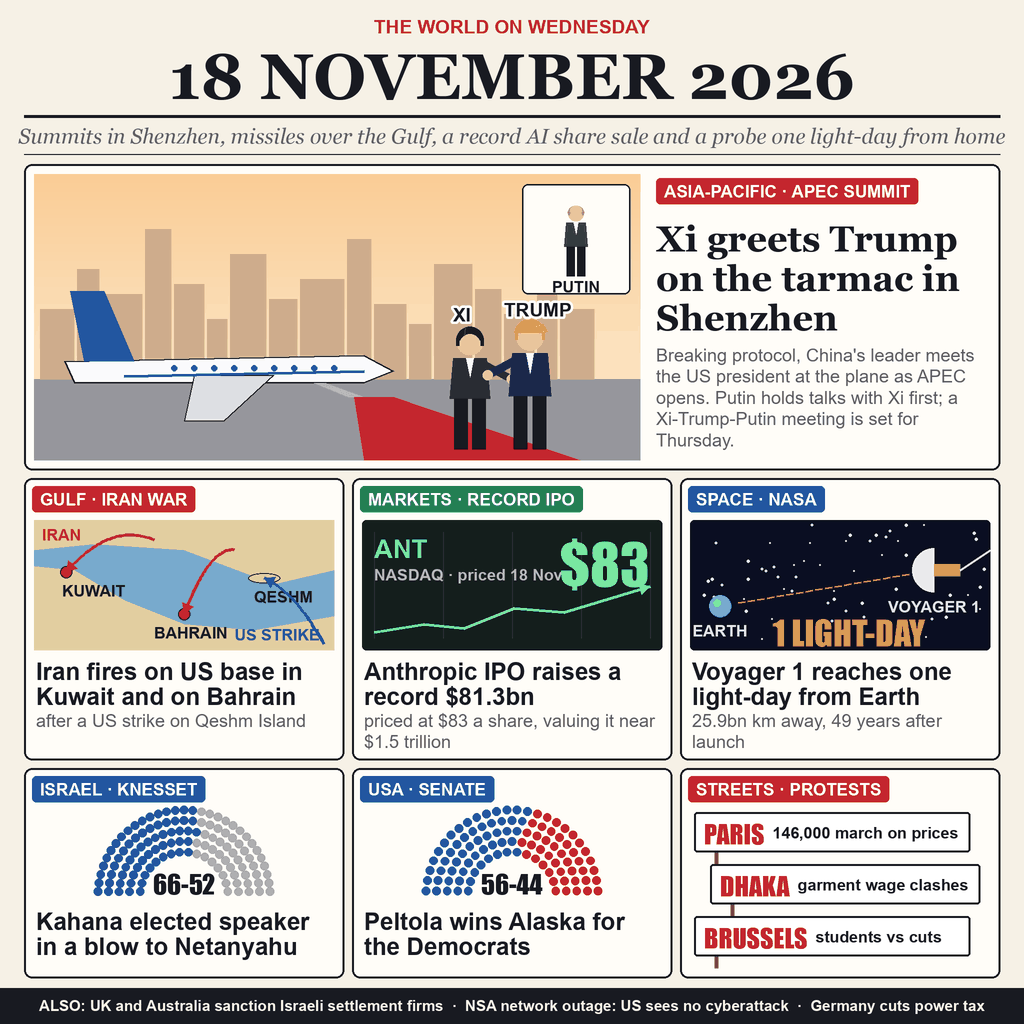 THE WORLD ON WEDNESDAY
18 NOVEMBER 2026
Summits in Shenzhen, missiles over the Gulf, a record AI share sale and a probe one light-day from home
PUTIN
XI
TRUMP
ASIA-PACIFIC · APEC SUMMIT
Xi greets Trump
on the tarmac in
Shenzhen
Breaking protocol, China's leader meets
the US president at the plane as APEC
opens. Putin holds talks with Xi first; a
Xi-Trump-Putin meeting is set for
Thursday.
GULF · IRAN WAR
IRAN
KUWAIT
QESHM
BAHRAIN
US STRIKE
Iran fires on US base in
Kuwait and on Bahrain
after a US strike on Qeshm Island
MARKETS · RECORD IPO
ANT
NASDAQ · priced 18 Nov
$83
Anthropic IPO raises a
record $81.3bn
priced at $83 a share, valuing it near
$1.5 trillion
SPACE · NASA
VOYAGER 1
EARTH
1 LIGHT-DAY
Voyager 1 reaches one
light-day from Earth
25.9bn km away, 49 years after
launch
ISRAEL · KNESSET
66-52
Kahana elected speaker
in a blow to Netanyahu
USA · SENATE
56-44
Peltola wins Alaska for
the Democrats
STREETS · PROTESTS
PARIS 146,000 march on prices
DHAKA garment wage clashes
BRUSSELS students vs cuts
ALSO: UK and Australia sanction Israeli settlement firms · NSA network outage: US sees no cyberattack · Germany cuts power tax